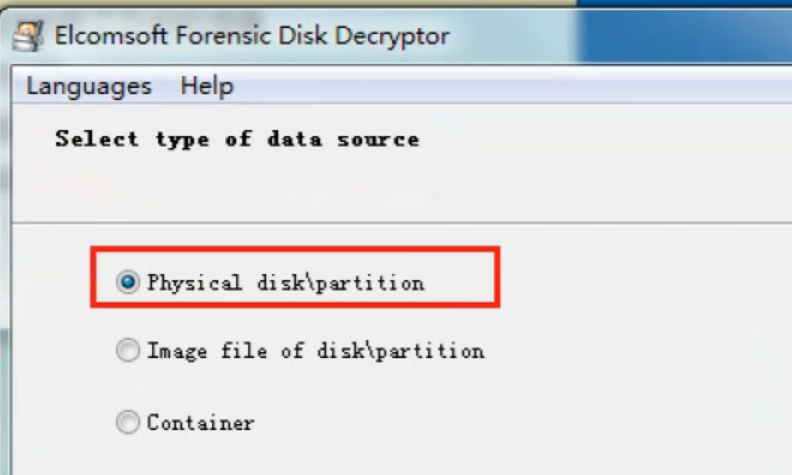 Elcomsoft Forensic Disk Decryptor
Languages Help
Select type of data source
Physical disk\partition
Image file of disk\partition
Container